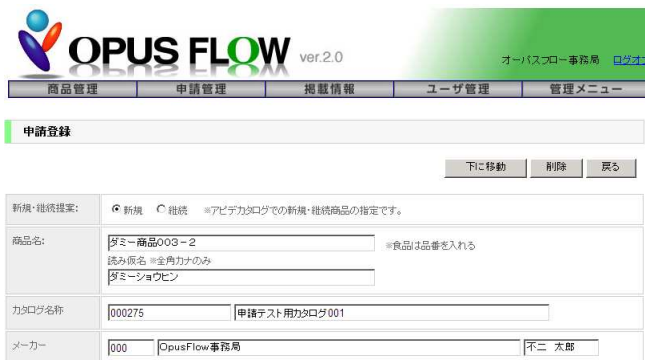 OPUS FLOW ver.2.0
オーパスフロー事務局 ログオ
商品管理 申請管理 掲載情報 ユーザ管理 管理メニュー
申請登録
下に移動 削除 戻る
新規・継続提案: 新規 継続 ※アピデカタログでの新規・継続商品の指定です。
商品名: ダミー商品003-2 ※食品は品番を入れる
読み仮名 ※全角カナのみ
ダミーショウヒン
カタログ名称 000275 申請テスト用カタログ001
メーカー 000 OpusFlow事務局 不二 太郎